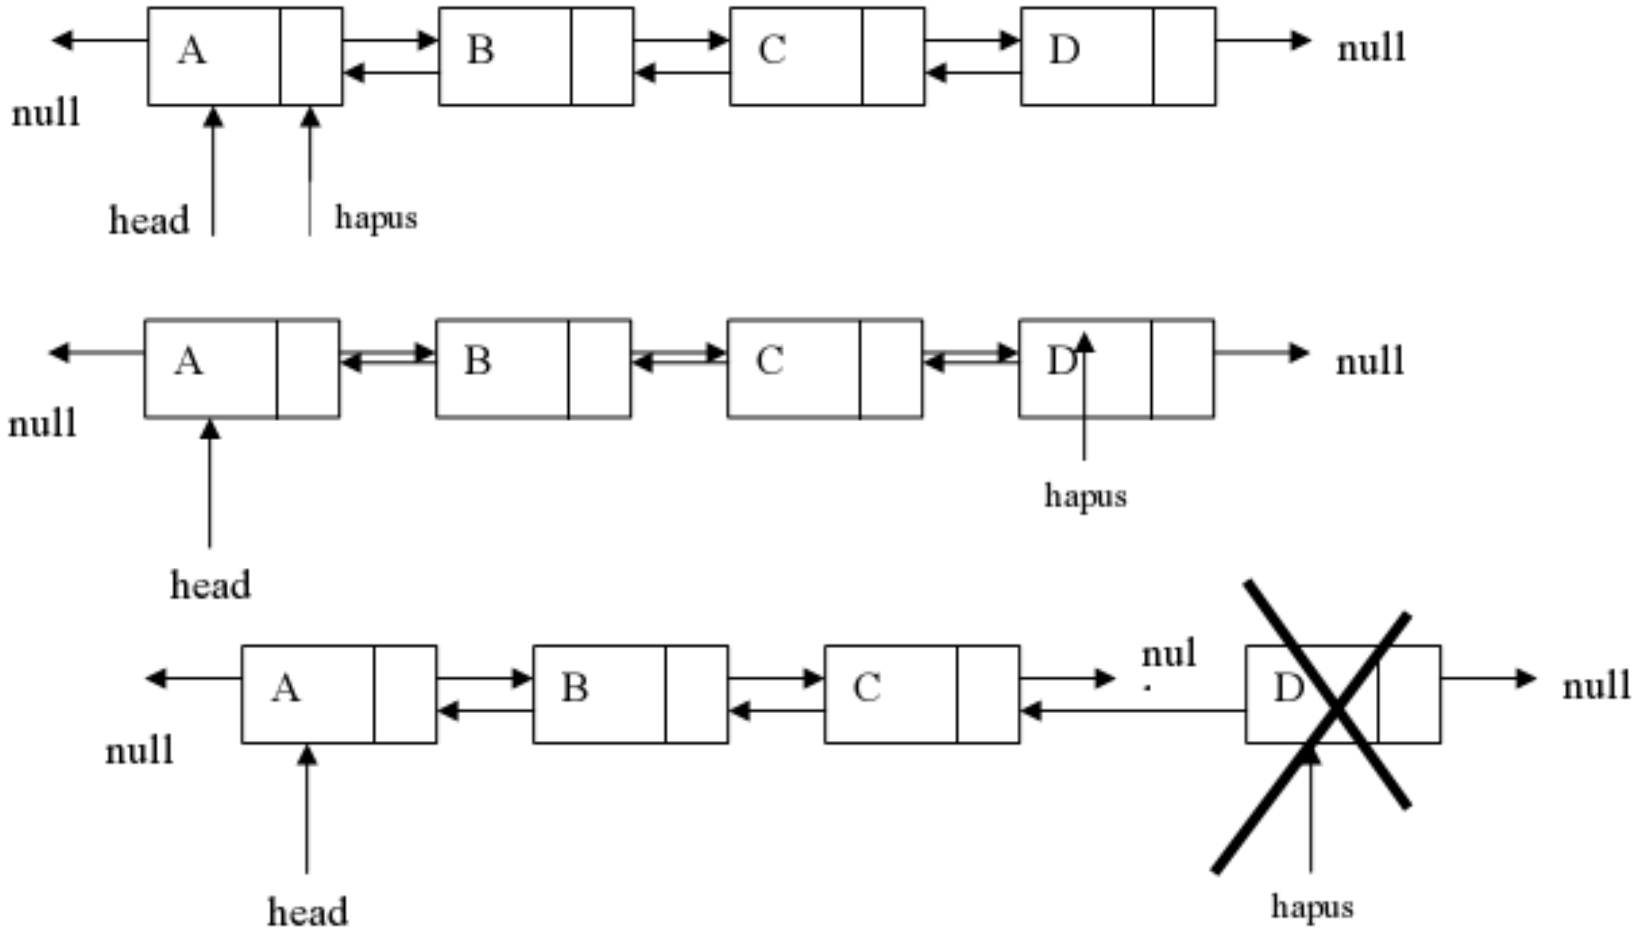 A B C D null
null
head hapus
A B C D null
null
hapus
head
nul
A B C D null
null
hapus
head